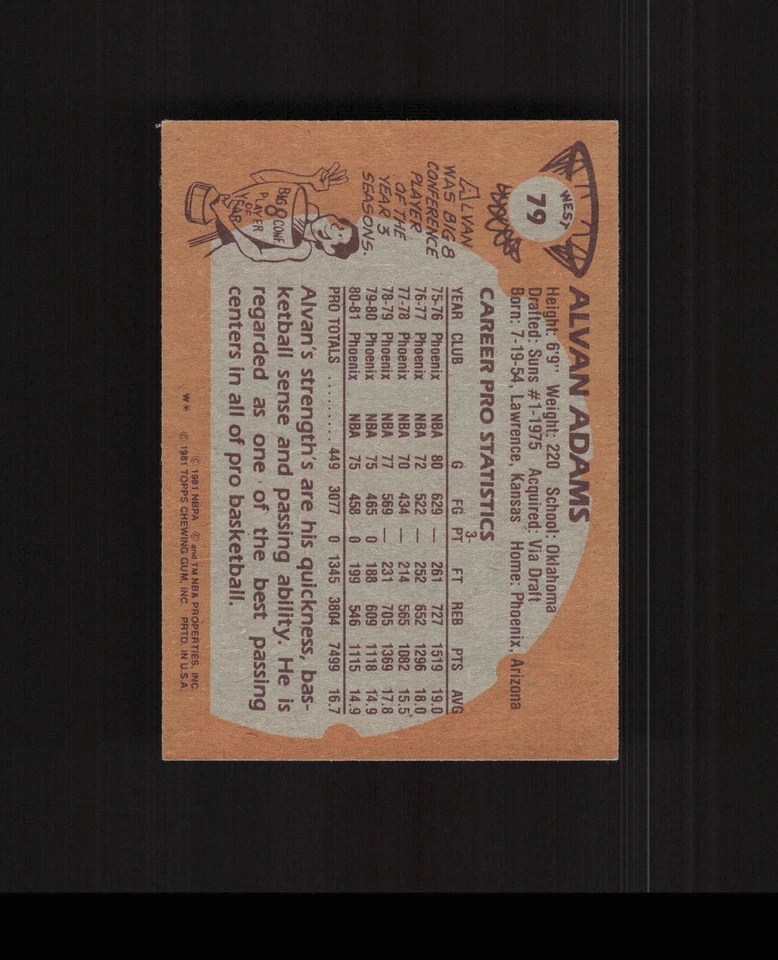 WEST
79
ALVAN ADAMS
Height: 6'9" Weight: 220 School: Oklahoma
Drafted: Suns #1-1975 Acquired: Via Draft
Born: 7-19-54, Lawrence, Kansas Home: Phoenix, Arizona
CAREER PRO STATISTICS
3-
YEAR CLUB G FG PT FT REB PTS AVG
75-76 Phoenix NBA 80 629 — 261 727 1519 19.0
76-77 Phoenix NBA 72 522 — 252 652 1296 18.0
77-78 Phoenix NBA 70 434 — 214 565 1082 15.5
78-79 Phoenix NBA 77 569 — 231 705 1369 17.8
79-80 Phoenix NBA 75 465 0 188 609 1118 14.9
80-81 Phoenix NBA 75 458 0 199 546 1115 14.9
PRO TOTALS .......... 449 3077 0 1345 3804 7499 16.7
Alvan's strength's are his quickness, bas-
ketball sense and passing ability. He is
regarded as one of the best passing
centers in all of pro basketball.
ALVAN
WAS BIG 8
CONFERENCE
PLAYER
OF THE
YEAR 3
SEASONS.
BIG 8 CONF.
PLAYER
OF
YEAR
© 1981 NBPA © and TM NBA PROPERTIES, INC.
W* © 1981 TOPPS CHEWING GUM, INC. PRTD. IN U.S.A.